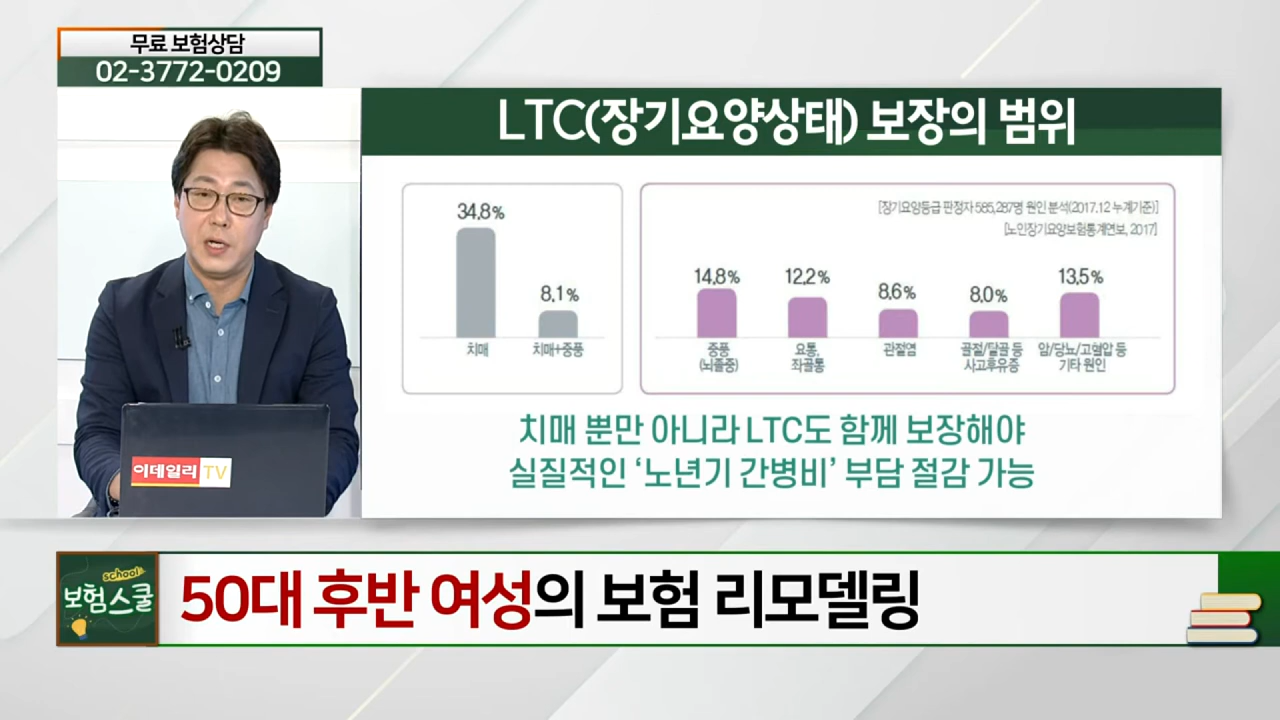 무료 보험상담
02-3772-0209
LTC(장기요양상태) 보장의 범위
[장기요양등급 판정자 585,287명 원인 분석(2017.12 누계기준)]
[노인장기요양보험통계연보, 2017]
34.8%
8.1%
치매
치매+중풍
14.8%
12.2%
8.6%
8.0%
13.5%
중풍
(뇌졸중)
요통,
좌골통
관절염
골절/탈골 등
사고후유증
암/당뇨/고혈압 등
기타 원인
치매 뿐만 아니라 LTC도 함께 보장해야
실질적인 ‘노년기 간병비’ 부담 절감 가능
이데일리 TV
school
보험스쿨
50대 후반 여성의 보험 리모델링